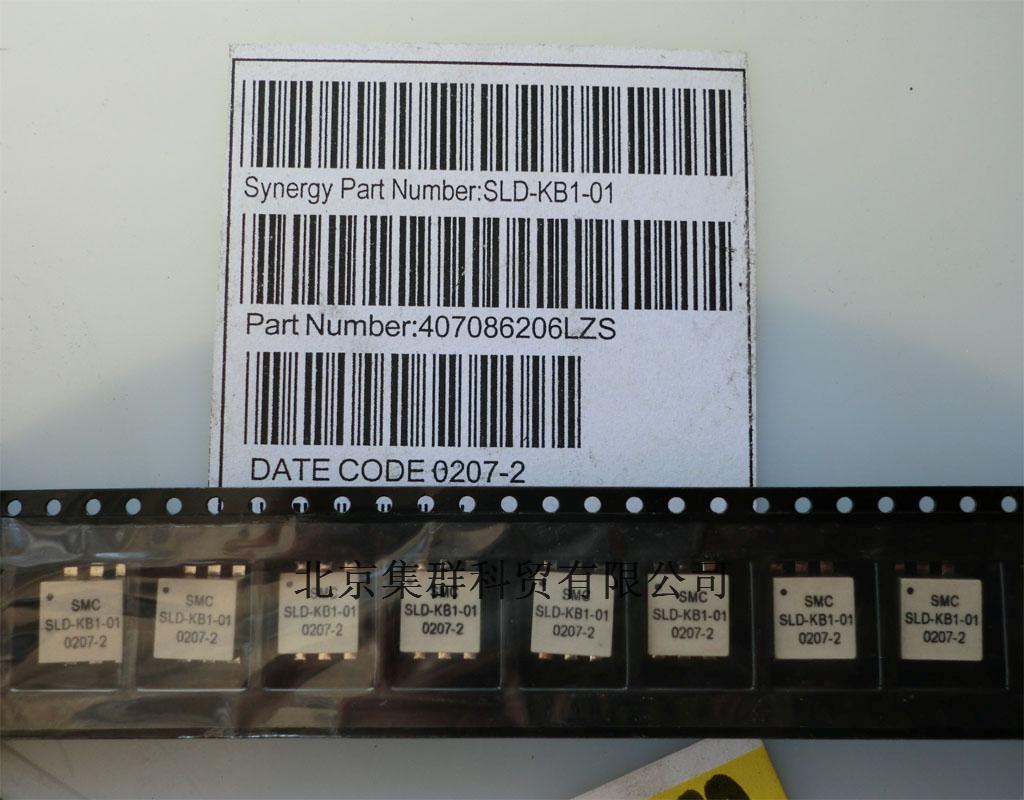 Synergy Part Number:SLD-KB1-01
Part Number:407086206LZS
DATE CODE 0207-2
北京集群科贸有限公司
SMC
SLD-KB1-01
0207-2
SMC
SLD-KB1-01
0207-2
SMC
SLD-KB1-01
0207-2
SMC
SLD-KB1-01
0207-2
SMC
SLD-KB1-01
0207-2
SMC
SLD-KB1-01
0207-2
SMC
SLD-KB1-01
0207-2
SMC
SLD-KB1-01
0207-2